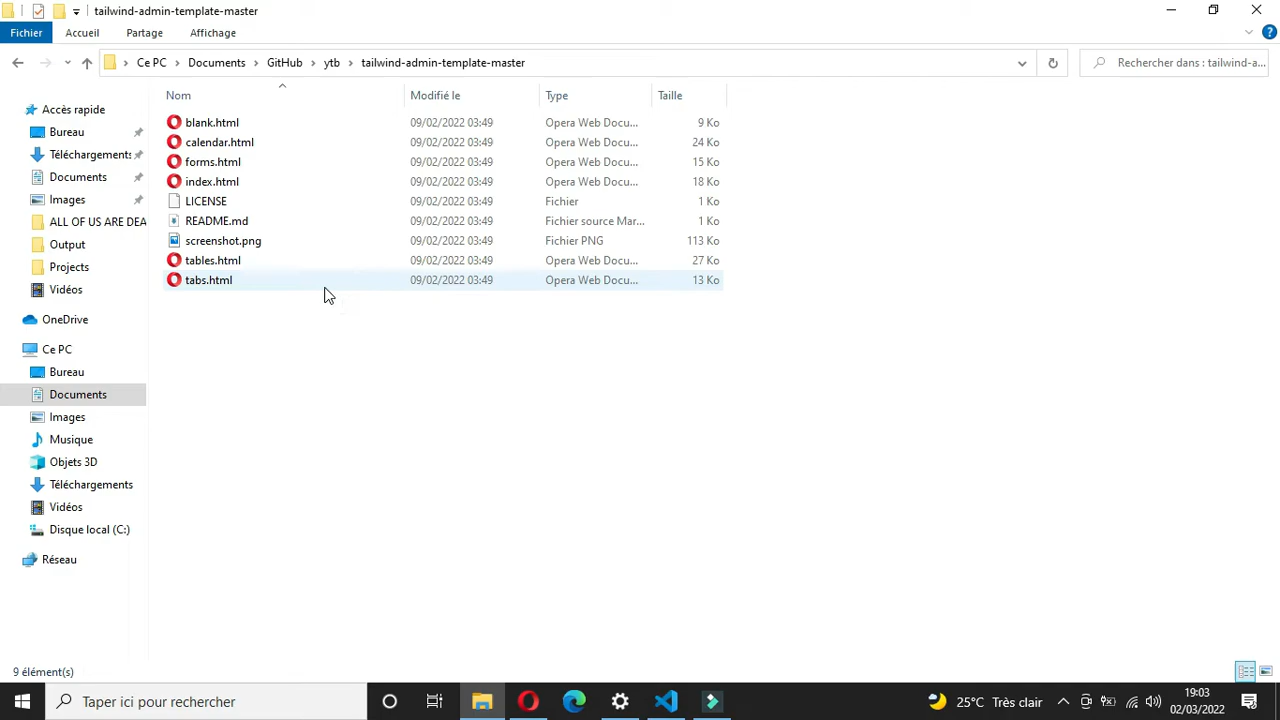 tailwind-admin-template-master
Fichier Accueil Partage Affichage
Ce PC Documents GitHub ytb tailwind-admin-template-master
Rechercher dans : tailwind-a...
Nom Modifié le Type Taille
blank.html 09/02/2022 03:49 Opera Web Docu... 9 Ko
calendar.html 09/02/2022 03:49 Opera Web Docu... 24 Ko
forms.html 09/02/2022 03:49 Opera Web Docu... 15 Ko
index.html 09/02/2022 03:49 Opera Web Docu... 18 Ko
LICENSE 09/02/2022 03:49 Fichier 1 Ko
README.md 09/02/2022 03:49 Fichier source Mar... 1 Ko
screenshot.png 09/02/2022 03:49 Fichier PNG 113 Ko
tables.html 09/02/2022 03:49 Opera Web Docu... 27 Ko
tabs.html 09/02/2022 03:49 Opera Web Docu... 13 Ko
Accès rapide
Bureau
Téléchargements
Documents
Images
ALL OF US ARE DEA
Output
Projects
Vidéos
OneDrive
Ce PC
Bureau
Documents
Images
Musique
Objets 3D
Téléchargements
Vidéos
Disque local (C:)
Réseau
9 élément(s)
Taper ici pour rechercher
25°C Très clair
19:03
02/03/2022